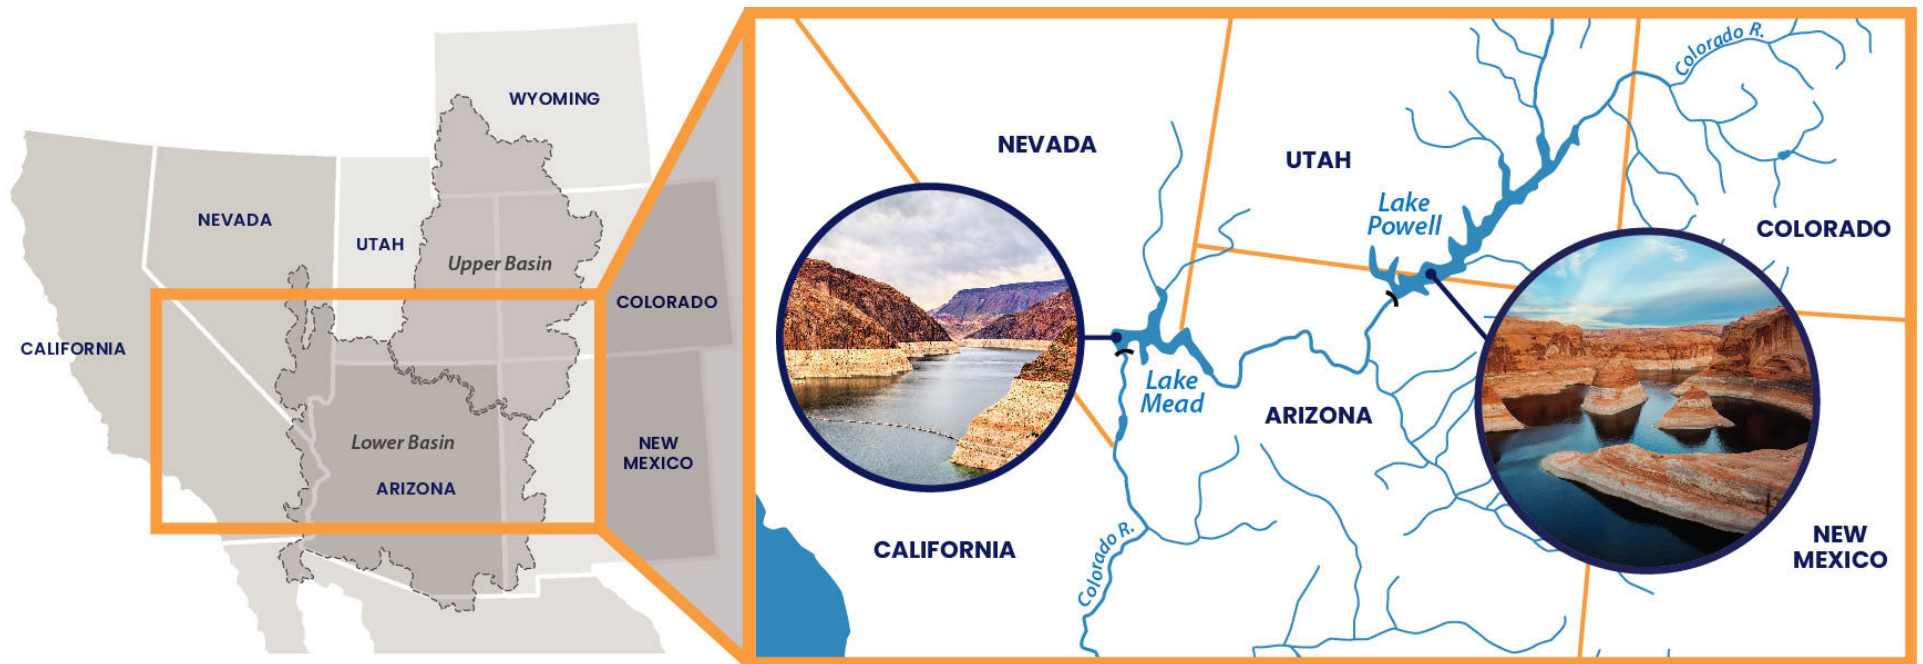 WYOMING
NEVADA
UTAH
Upper Basin
COLORADO
CALIFORNIA
Lower Basin
ARIZONA
NEW
MEXICO
Colorado R.
NEVADA
UTAH
Lake
Powell
COLORADO
Lake
Mead
ARIZONA
CALIFORNIA
Colorado R.
NEW
MEXICO